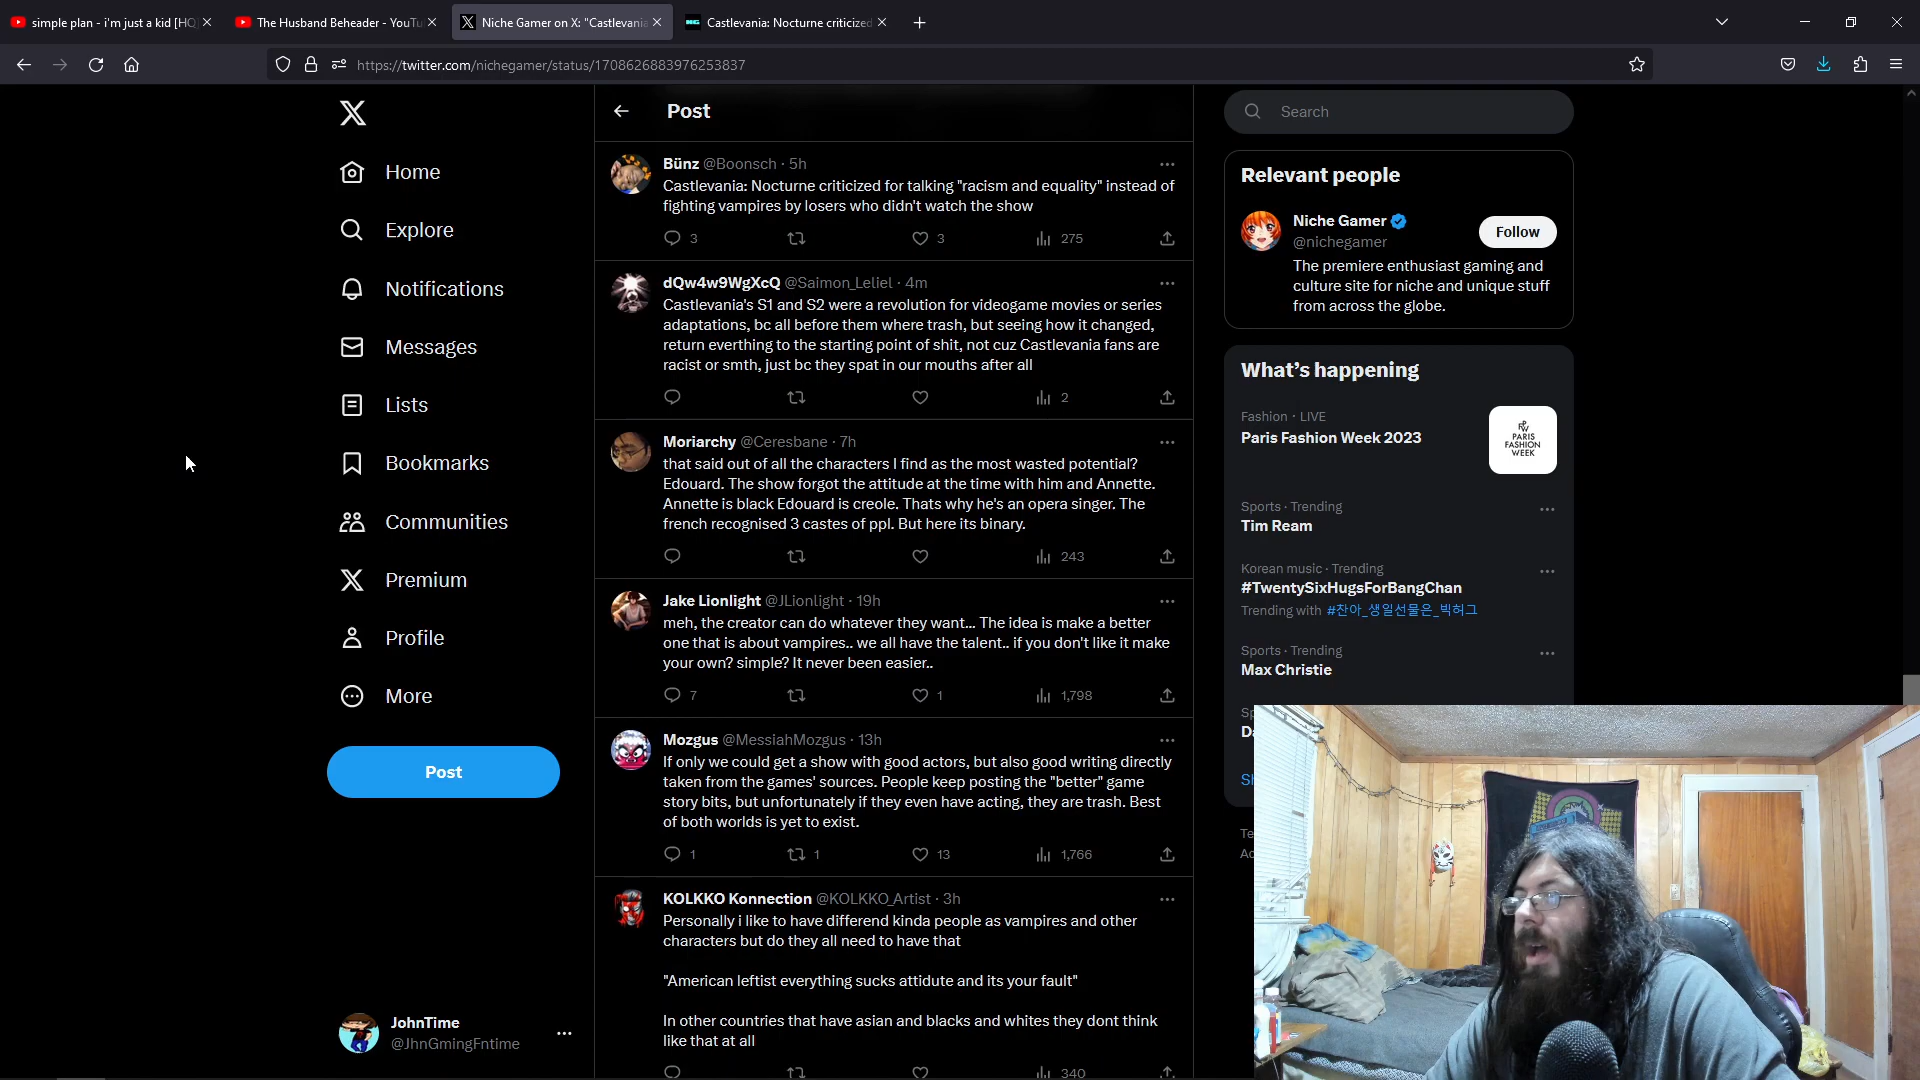 simple plan - i'm just a kid [HQ]
The Husband Beheader - YouTu
Niche Gamer on X: "Castlevania
Castlevania: Nocturne criticized
https://twitter.com/nichegamer/status/1708626883976253837
Home
Explore
Notifications
Messages
Lists
Bookmarks
Communities
Premium
Profile
More
Post
JohnTime
@JhnGmingFntime
Post
Bünz @Boonsch · 5h
Castlevania: Nocturne criticized for talking "racism and equality" instead of
fighting vampires by losers who didn't watch the show
3 3 275
dQw4w9WgXcQ @Saimon_Leliel · 4m
Castlevania's S1 and S2 were a revolution for videogame movies or series
adaptations, bc all before them where trash, but seeing how it changed,
return everthing to the starting point of shit, not cuz Castlevania fans are
racist or smth, just bc they spat in our mouths after all
2
Moriarchy @Ceresbane · 7h
that said out of all the characters I find as the most wasted potential?
Edouard. The show forgot the attitude at the time with him and Annette.
Annette is black Edouard is creole. Thats why he's an opera singer. The
french recognised 3 castes of ppl. But here its binary.
243
Jake Lionlight @JLionlight · 19h
meh, the creator can do whatever they want... The idea is make a better
one that is about vampires.. we all have the talent.. if you don't like it make
your own? simple? It never been easier..
7 1 1,798
Mozgus @MessiahMozgus · 13h
If only we could get a show with good actors, but also good writing directly
taken from the games' sources. People keep posting the "better" game
story bits, but unfortunately if they even have acting, they are trash. Best
of both worlds is yet to exist.
1 1 13 1,766
KOLKKO Konnection @KOLKKO_Artist · 3h
Personally i like to have differend kinda people as vampires and other
characters but do they all need to have that
"American leftist everything sucks attidute and its your fault"
In other countries that have asian and blacks and whites they dont think
like that at all
340
Search
Relevant people
Niche Gamer
@nichegamer
Follow
The premiere enthusiast gaming and
culture site for niche and unique stuff
from across the globe.
What's happening
Fashion · LIVE
Paris Fashion Week 2023
PARIS
FASHION
WEEK
Sports · Trending
Tim Ream
Korean music · Trending
#TwentySixHugsForBangChan
Trending with #찬아_생일선물은_빅허그
Sports · Trending
Max Christie
Sp
Da
Sh
Te
Ac